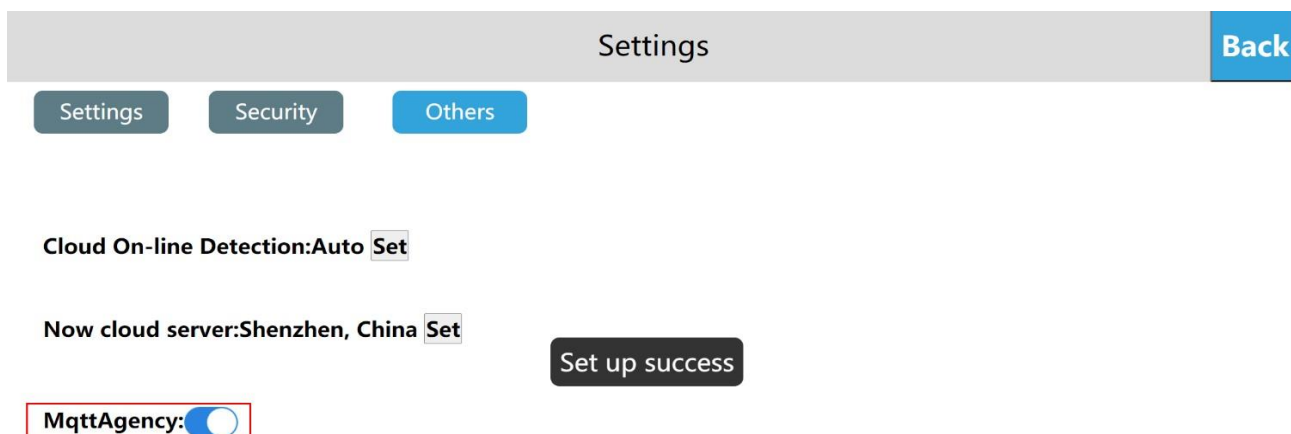 Settings
Back
Settings
Security
Others
Cloud On-line Detection:Auto Set
Now cloud server:Shenzhen, China Set
Set up success
MqttAgency: